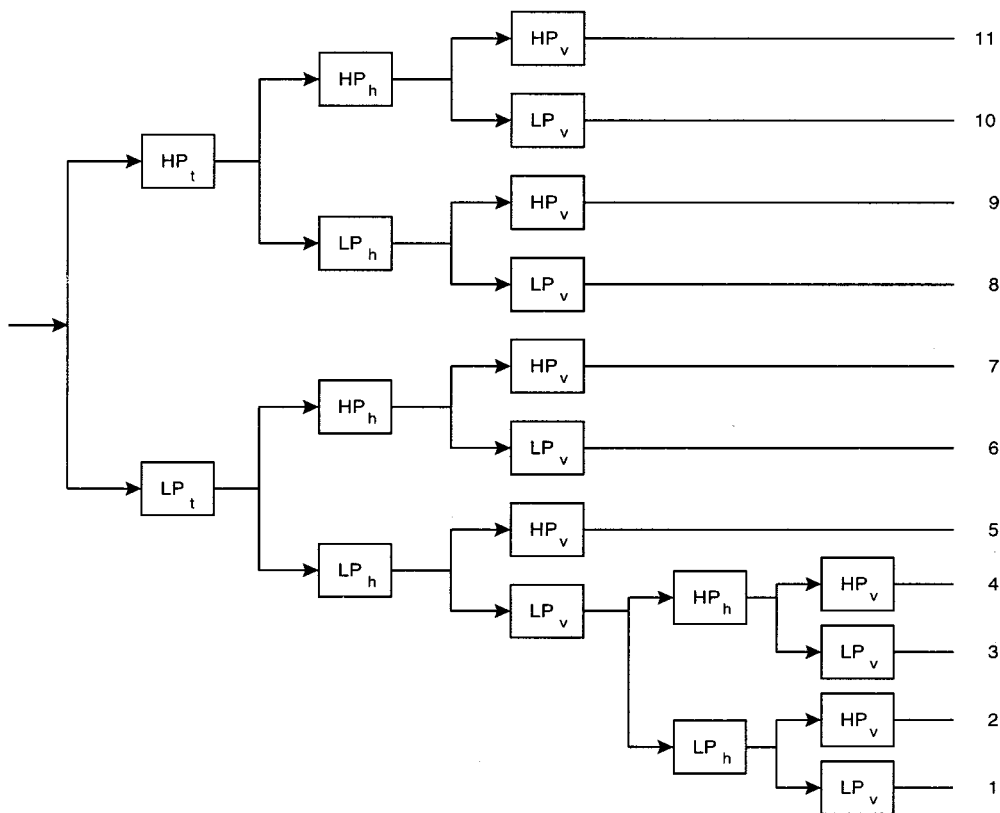 HPv 11
HPh
LPv 10
HPt
HPv 9
LPh
LPv 8
HPv 7
HPh
LPv 6
LPt
HPv 5
LPh
HPv 4
HPh
LPv
LPv 3
HPv 2
LPh
LPv 1